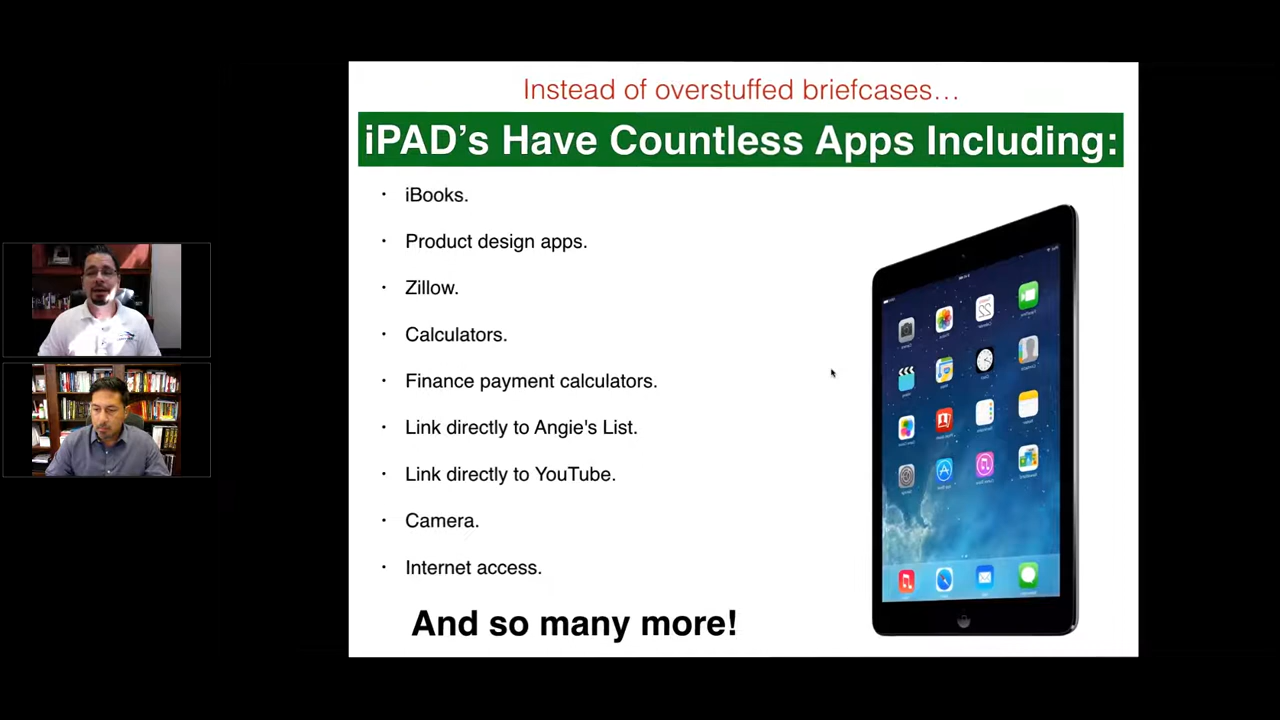 Instead of overstuffed briefcases…
iPAD’s Have Countless Apps Including:
· iBooks.
· Product design apps.
· Zillow.
· Calculators.
· Finance payment calculators.
· Link directly to Angie's List.
· Link directly to YouTube.
· Camera.
· Internet access.
And so many more!